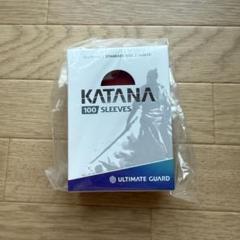 KATANA
100 SLEEVES
ULTIMATE GUARD